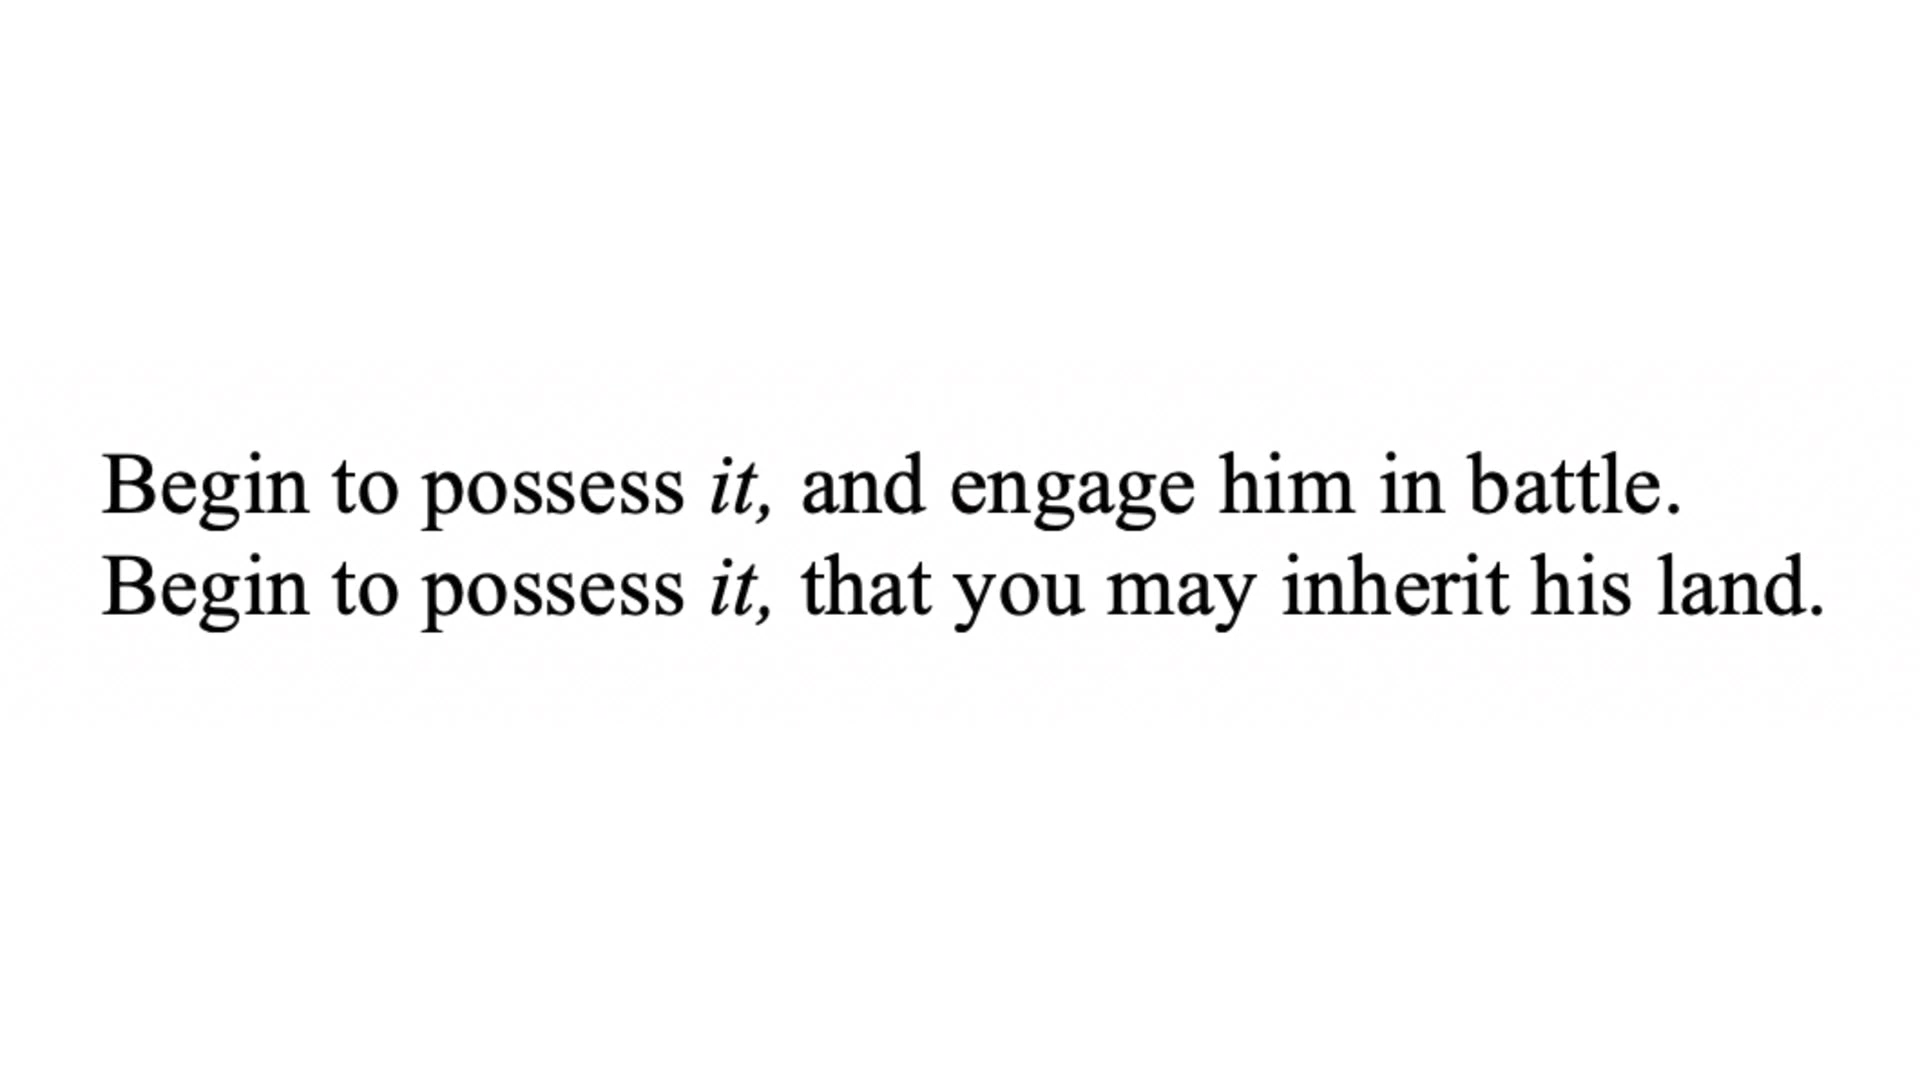 Begin to possess it, and engage him in battle.
Begin to possess it, that you may inherit his land.